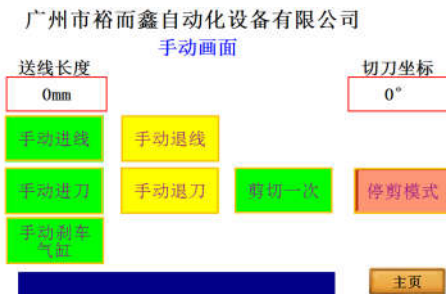 广州市裕而鑫自动化设备有限公司
手动画面
送线长度
切刀坐标
0mm
0°
手动进线
手动退线
手动进刀
手动退刀
剪切一次
停剪模式
手动刹车
气缸
主页